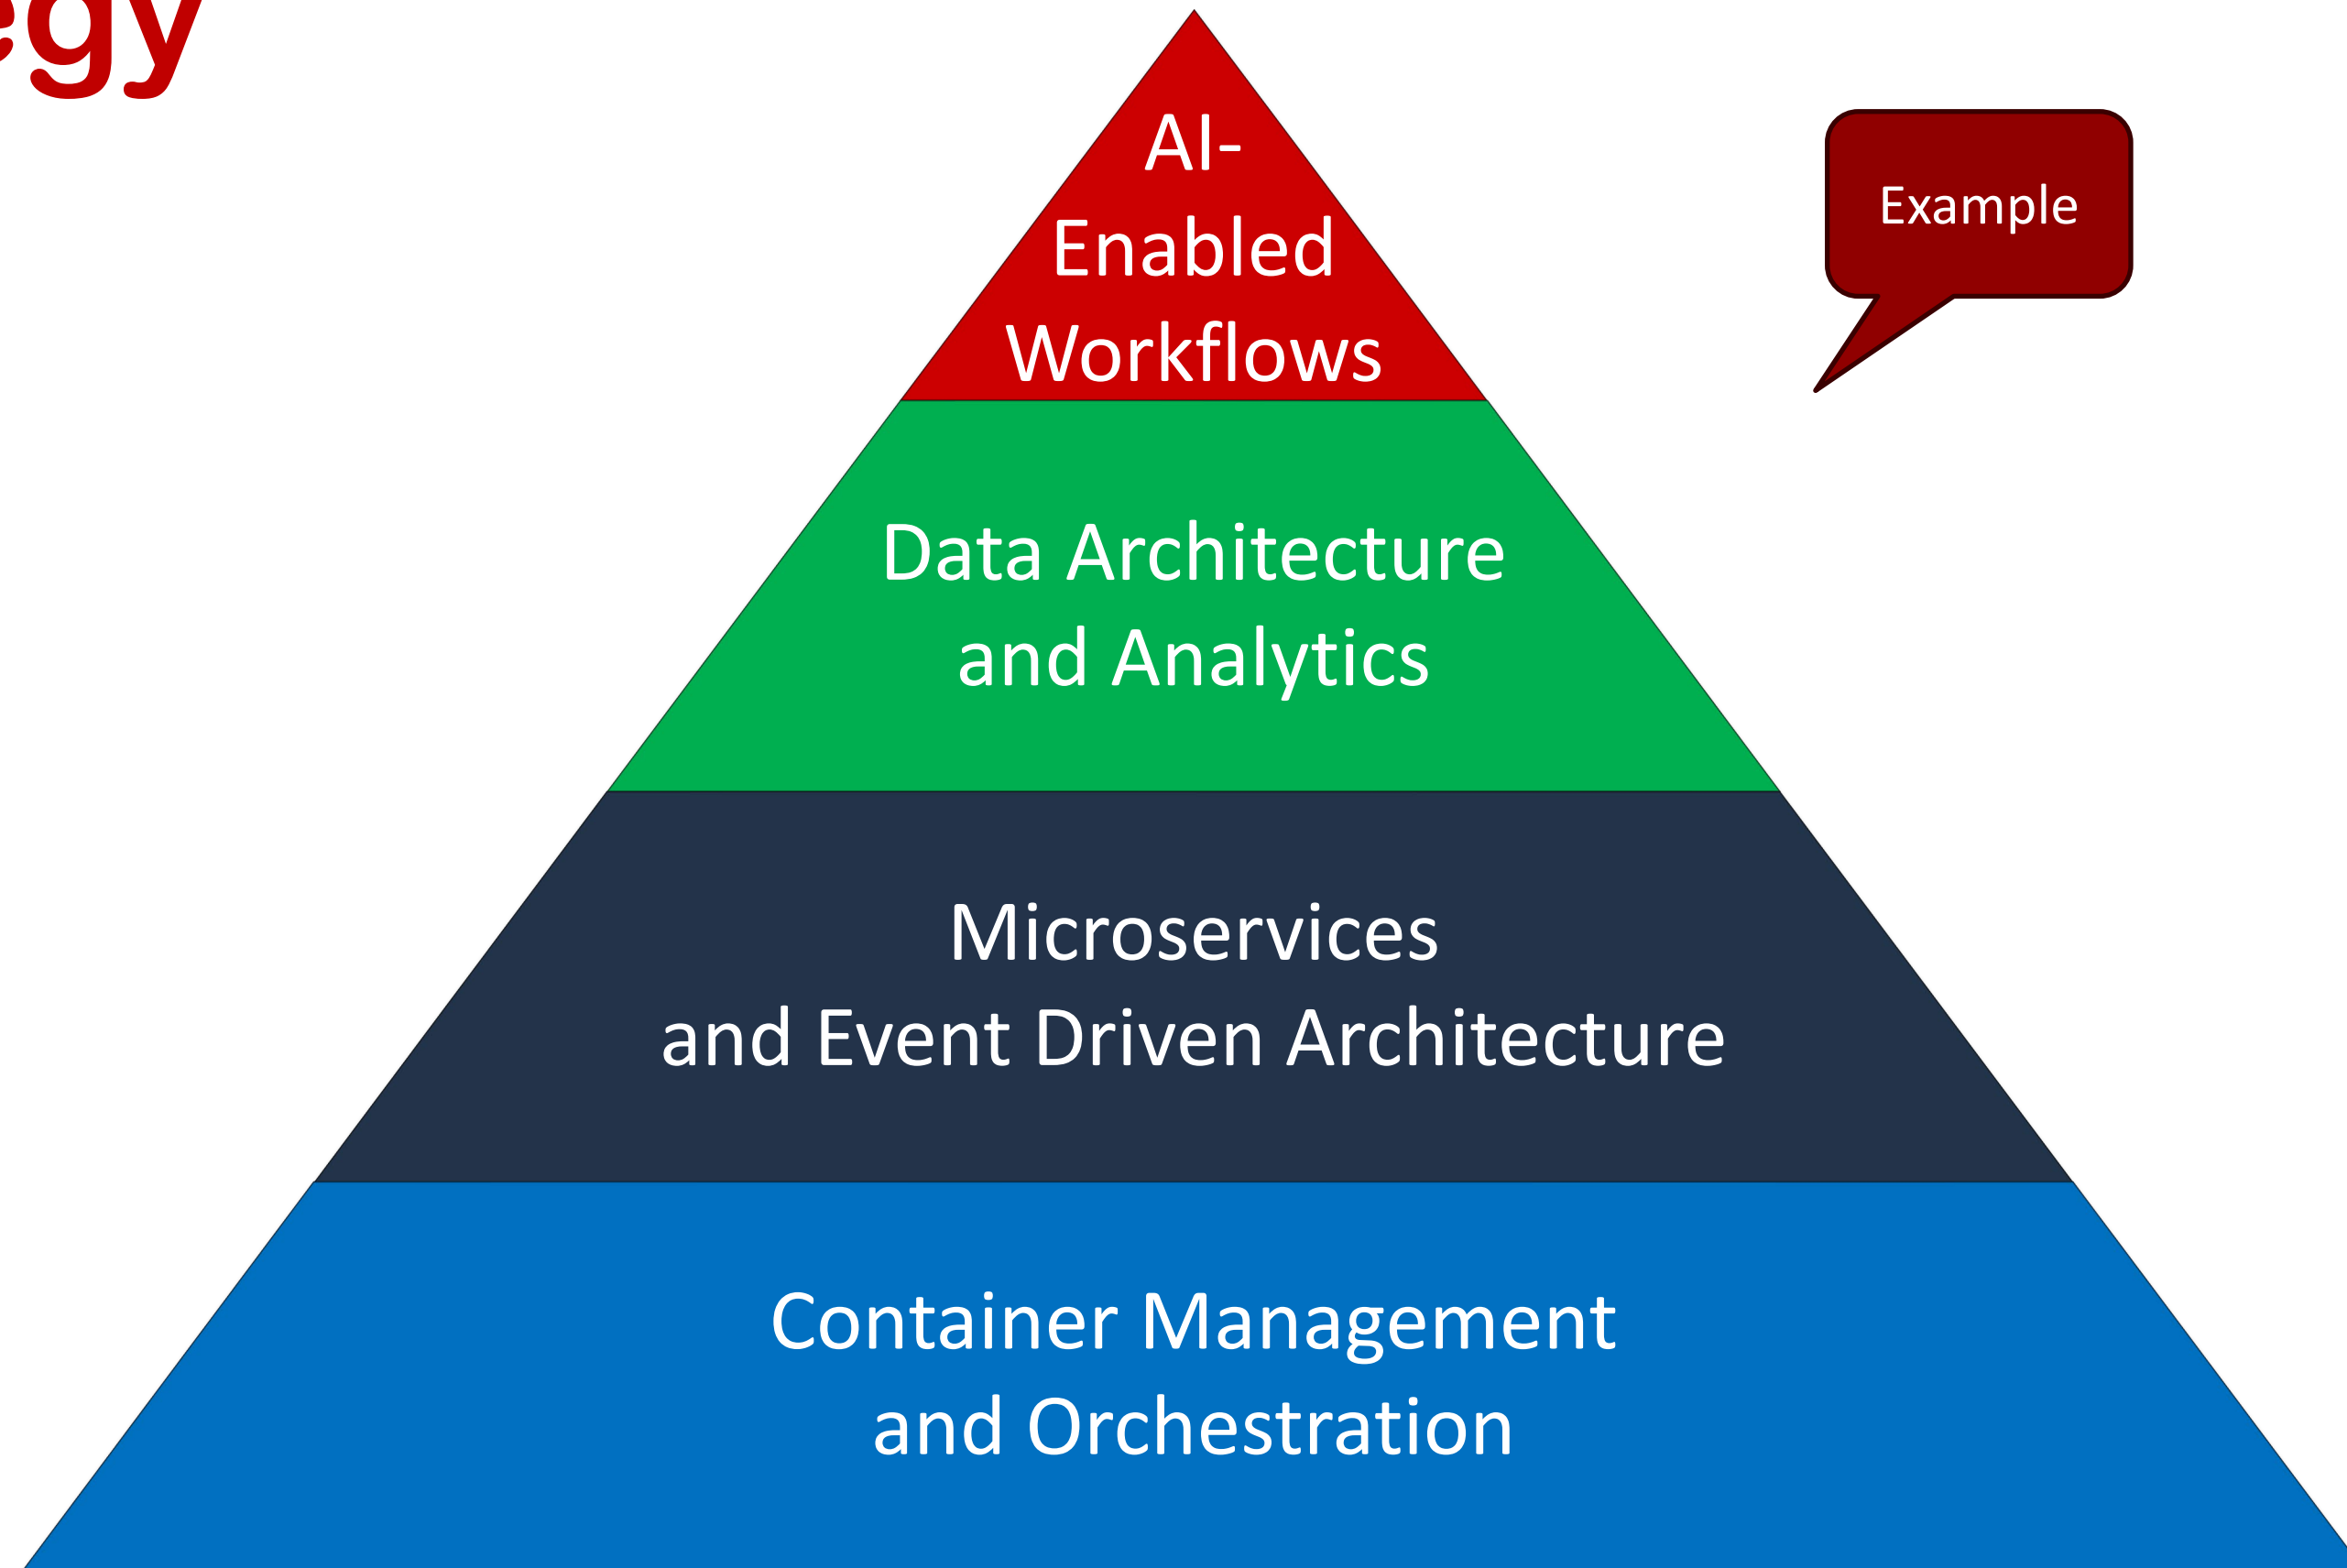 egy
AI-
Enabled
Workflows
Example
Data Architecture
and Analytics
Microservices
and Event Driven Architecture
Container Management
and Orchestration